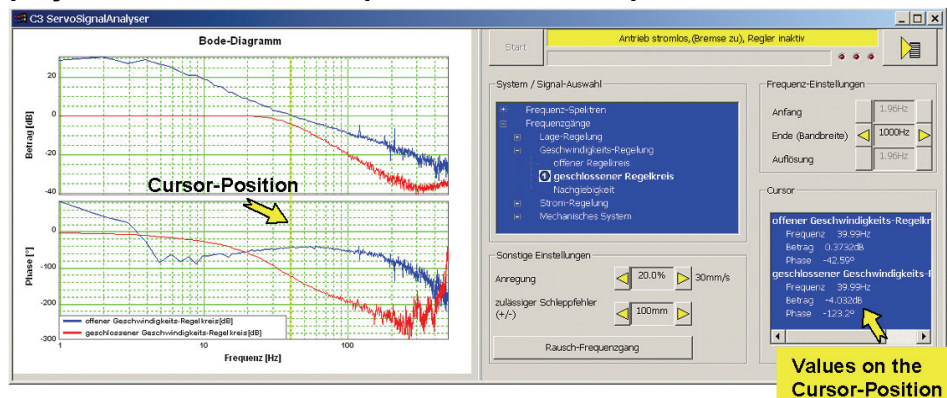 C3 ServoSignalAnalyser
Bode-Diagramm
Betrag [dB]
20
0
-20
-40
Cursor-Position
Phase [°]
0
-100
-200
-300
offener Geschwindigkeits-Regelkreis[dB]
geschlossener Geschwindigkeits-Regelkreis[dB]
1
10
100
Frequenz [Hz]
Start
Antrieb stromlos,(Bremse zu), Regler inaktiv
System / Signal-Auswahl
Frequenz-Spektren
Frequenzgänge
Lage-Regelung
Geschwindigkeits-Regelung
offener Regelkreis
1 geschlossener Regelkreis
Nachgiebigkeit
Strom-Regelung
Mechanisches System
Frequenz-Einstellungen
Anfang
1.96Hz
Ende (Bandbreite)
1000Hz
Auflösung
1.96Hz
Sonstige Einstellungen
Anregung
20.0%
30mm/s
zulässiger Schleppfehler
(+/-)
100mm
Rausch-Frequenzgang
Cursor
offener Geschwindigkeits-Regelkr
Frequenz 39.99Hz
Betrag 0.3732dB
Phase -42.59º
geschlossener Geschwindigkeits-
Frequenz 39.99Hz
Betrag -4.032dB
Phase -123.2º
Values on the
Cursor-Position